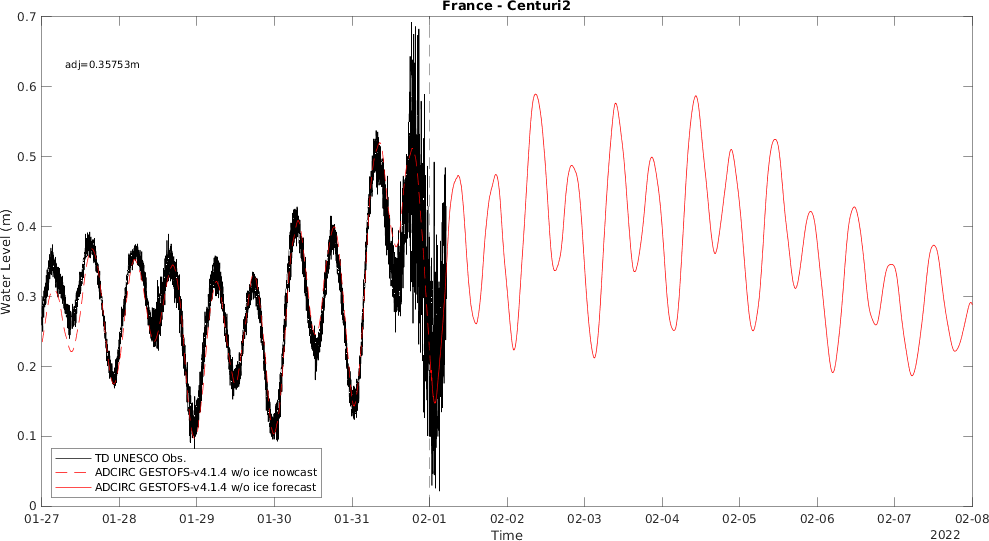 France - Centuri2
adj=0.35753m
Water Level (m)
0.7
0.6
0.5
0.4
0.3
0.2
0.1
0
TD UNESCO Obs.
ADCIRC GESTOFS-v4.1.4 w/o ice nowcast
ADCIRC GESTOFS-v4.1.4 w/o ice forecast
01-27 01-28 01-29 01-30 01-31 02-01 02-02 02-03 02-04 02-05 02-06 02-07 02-08
Time
2022